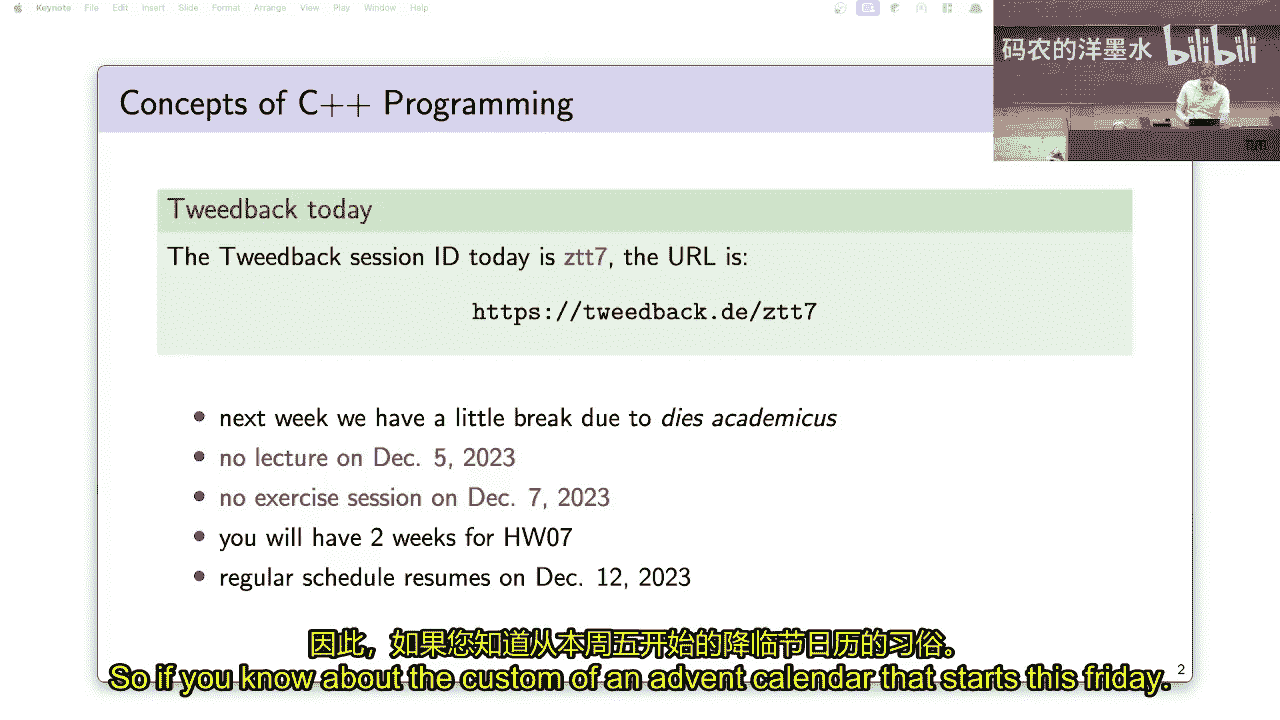 Keynote File Edit Insert Slide Format Arrange View Play Window Help
码农的洋墨水 bilibili
Concepts of C++ Programming
Tweedback today
The Tweedback session ID today is ztt7, the URL is:
https://tweedback.de/ztt7
next week we have a little break due to dies academicus
no lecture on Dec. 5, 2023
no exercise session on Dec. 7, 2023
you will have 2 weeks for HW07
regular schedule resumes on Dec. 12, 2023
因此，如果您知道从本周五开始的降临节日历的习俗。
So if you know about the custom of an advent calendar that starts this friday.
2